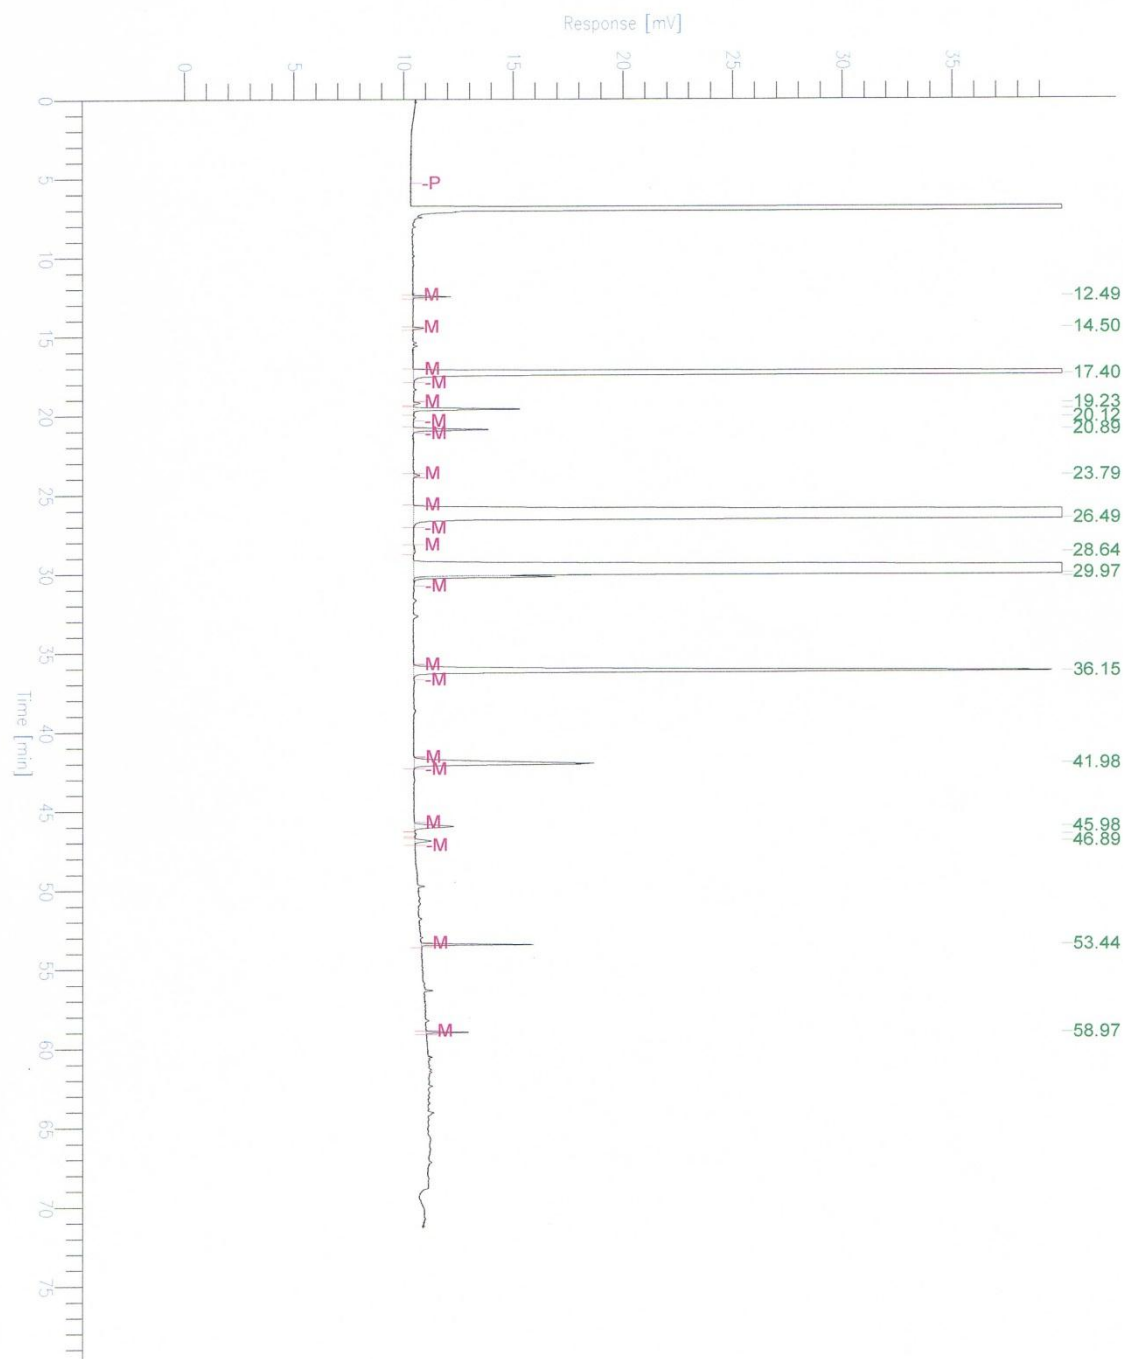 Response [mV]
0
5
10
15
20
25
30
35
0
5
-P
10
M
12.49
M
14.50
15
M
17.40
-M
M
19.23
20
20.12
-M
20.89
-M
M
23.79
25
M
26.49
-M
M
28.64
29.97
30
-M
35
M
36.15
-M
Time [min]
40
M
41.98
-M
45
M
45.98
46.89
-M
50
M
53.44
55
M
58.97
60
65
70
75